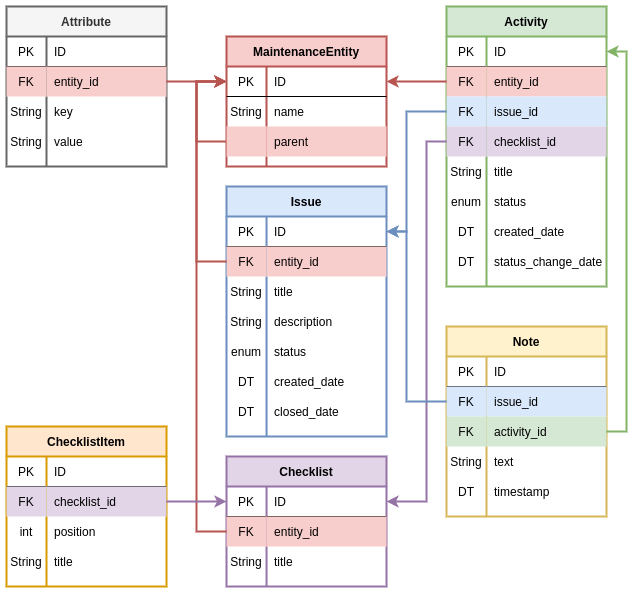 Attribute
PK ID
FK entity_id
String key
String value
MaintenanceEntity
PK ID
String name
parent
Activity
PK ID
FK entity_id
FK issue_id
FK checklist_id
String title
enum status
DT created_date
DT status_change_date
Issue
PK ID
FK entity_id
String title
String description
enum status
DT created_date
DT closed_date
Note
PK ID
FK issue_id
FK activity_id
String text
DT timestamp
ChecklistItem
PK ID
FK checklist_id
int position
String title
Checklist
PK ID
FK entity_id
String title